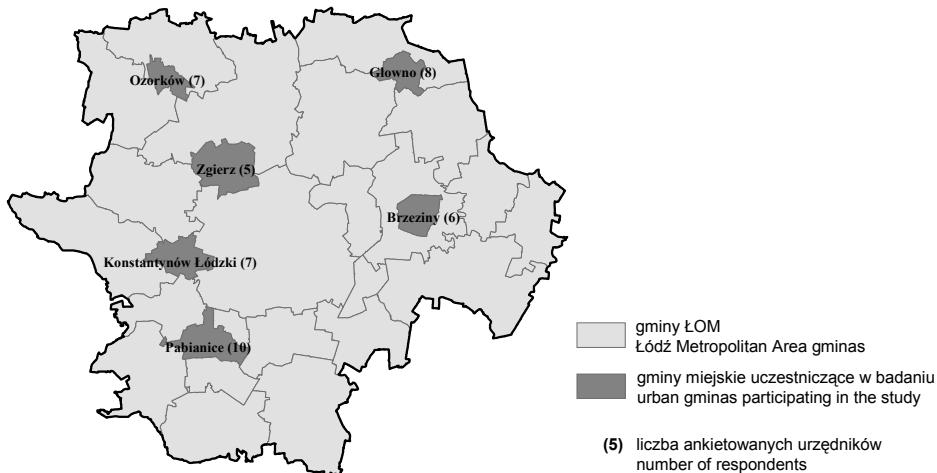 Ozorków (7)
Głowno (8)
Zgierz (5)
Brzeziny (6)
Konstantynów Łódzki (7)
Pabianice (10)
gminy ŁOM
Łódź Metropolitan Area gminas
gminy miejskie uczestniczące w badaniu
urban gminas participating in the study
(5) liczba ankietowanych urzędników
number of respondents